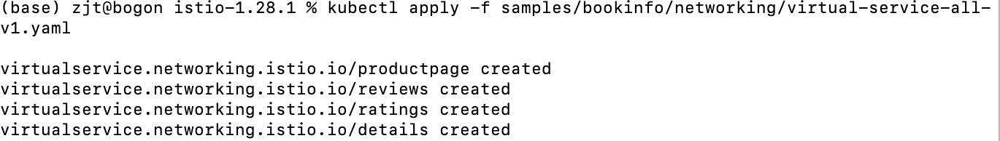 (base) zjt@bogon istio-1.28.1 % kubectl apply -f samples/bookinfo/networking/virtual-service-all-
v1.yaml
virtualservice.networking.istio.io/productpage created
virtualservice.networking.istio.io/reviews created
virtualservice.networking.istio.io/ratings created
virtualservice.networking.istio.io/details created